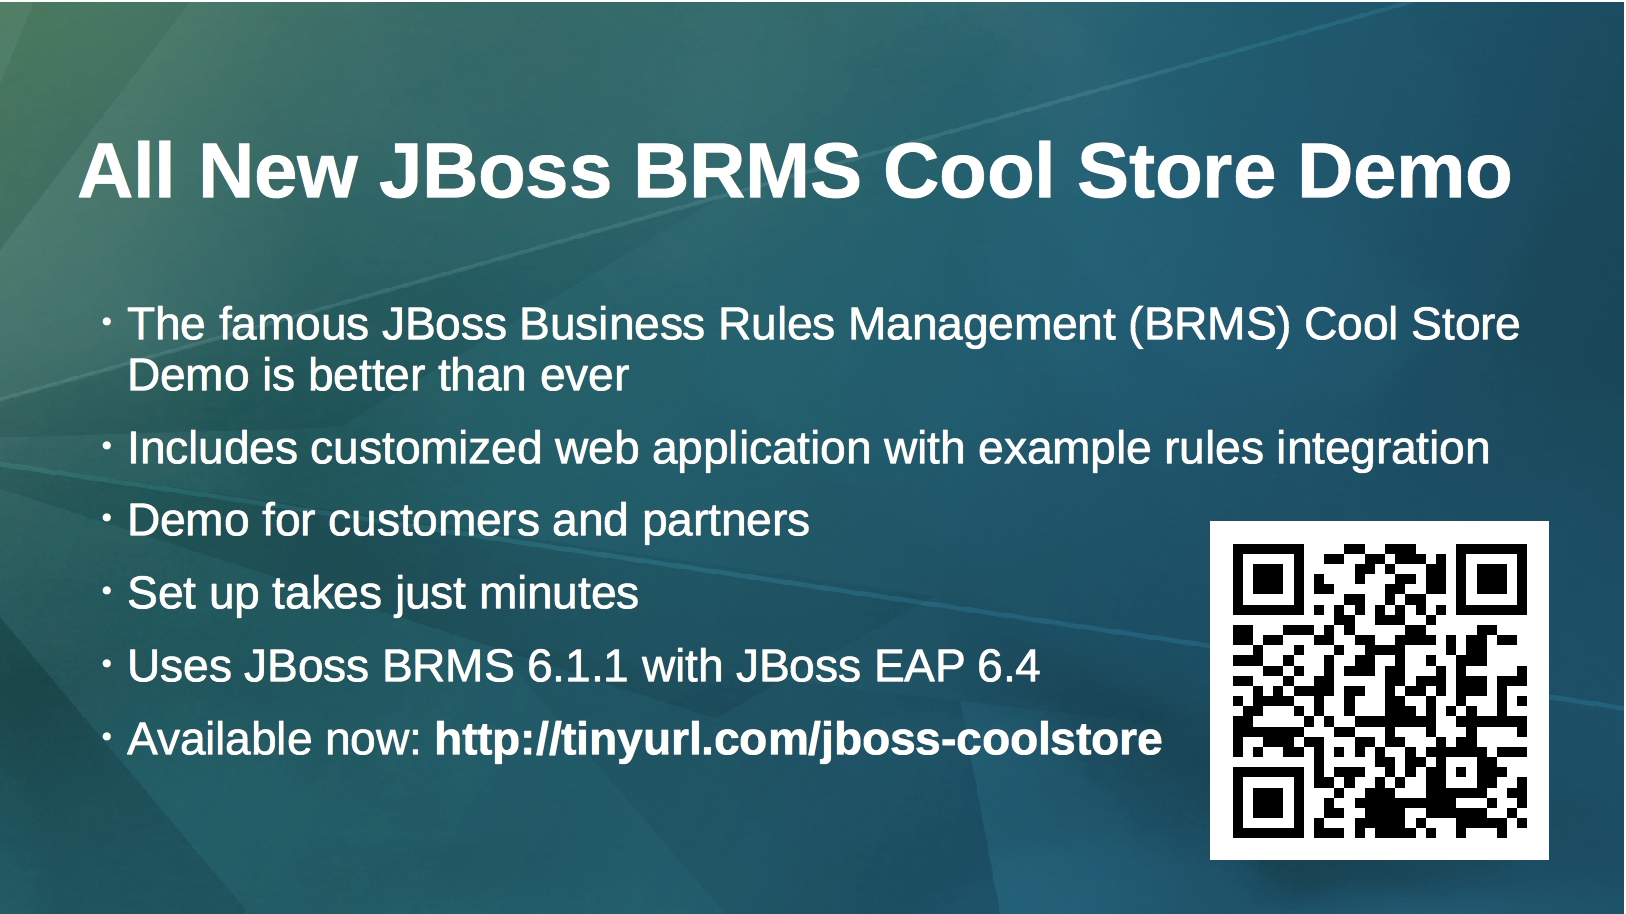 All New JBoss BRMS Cool Store Demo
• The famous JBoss Business Rules Management (BRMS) Cool Store
Demo is better than ever
• Includes customized web application with example rules integration
• Demo for customers and partners
• Set up takes just minutes
• Uses JBoss BRMS 6.1.1 with JBoss EAP 6.4
• Available now: http://tinyurl.com/jboss-coolstore